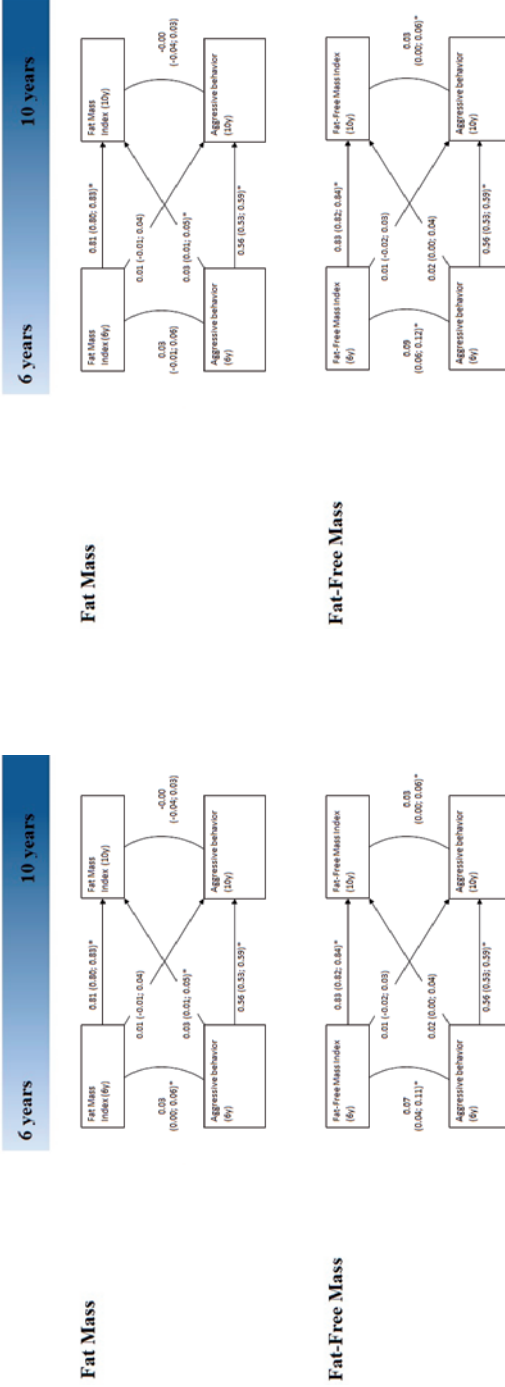 6 years
10 years
Fat Mass
Fat Mass
Index (6y)
0.81 (0.80; 0.83)*
Fat Mass
Index (10y)
0.03
(0.00; 0.06)*
0.01 (-0.01; 0.04)
0.03 (0.01; 0.05)*
-0.00
(-0.04; 0.03)
Aggressive behavior
(6y)
0.56 (0.53; 0.59)*
Aggressive behavior
(10y)
Fat-Free Mass
Fat-Free Mass Index
(6y)
0.83 (0.82; 0.84)*
Fat-Free Mass Index
(10y)
0.07
(0.04; 0.11)*
0.01 (-0.02; 0.03)
0.02 (0.00; 0.04)
0.03
(0.00; 0.06)*
Aggressive behavior
(6y)
0.56 (0.53; 0.59)*
Aggressive behavior
(10y)
6 years
10 years
Fat Mass
Fat Mass
Index (6y)
0.81 (0.80; 0.83)*
Fat Mass
Index (10y)
0.03
(-0.01; 0.06)
0.01 (-0.01; 0.04)
0.03 (0.01; 0.05)*
-0.00
(-0.04; 0.03)
Aggressive behavior
(6y)
0.56 (0.53; 0.59)*
Aggressive behavior
(10y)
Fat-Free Mass
Fat-Free Mass Index
(6y)
0.83 (0.82; 0.84)*
Fat-Free Mass Index
(10y)
0.09
(0.06; 0.12)*
0.01 (-0.02; 0.03)
0.02 (0.00; 0.04)
0.03
(0.00; 0.06)*
Aggressive behavior
(6y)
0.56 (0.53; 0.59)*
Aggressive behavior
(10y)